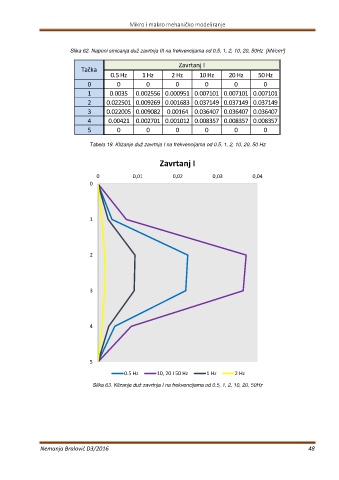 Mikro i makro mehaničko modeliranje
Slika 62. Naponi smicanja duž zavrtnja III na frekvencijama od 0.5, 1, 2, 10, 20, 50Hz (kN/cm²)
Tačka Zavrtanj I
0.5 Hz 1 Hz 2 Hz 10 Hz 20 Hz 50 Hz
0 0 0 0 0 0 0
1 0.0035 0.002556 0.000951 0.007101 0.007101 0.007101
2 0.022501 0.009269 0.001683 0.037149 0.037149 0.037149
3 0.022005 0.009082 0.00164 0.036407 0.036407 0.036407
4 0.00421 0.002701 0.001012 0.008357 0.008357 0.008357
5 0 0 0 0 0 0
Tabela 19. Klizanje duž zavrtnja I na frekvencijama od 0.5, 1, 2, 10, 20, 50 Hz
Zavrtanj I
0 0,01 0,02 0,03 0,04
0
1
2
3
4
5
0.5 Hz 10, 20 I 50 Hz 1 Hz 2 Hz
Slika 63. Klizanje duž zavrtnja I na frekvencijama od 0.5, 1, 2, 10, 20, 50Hz
Nemanja Bralović D3/2016 48